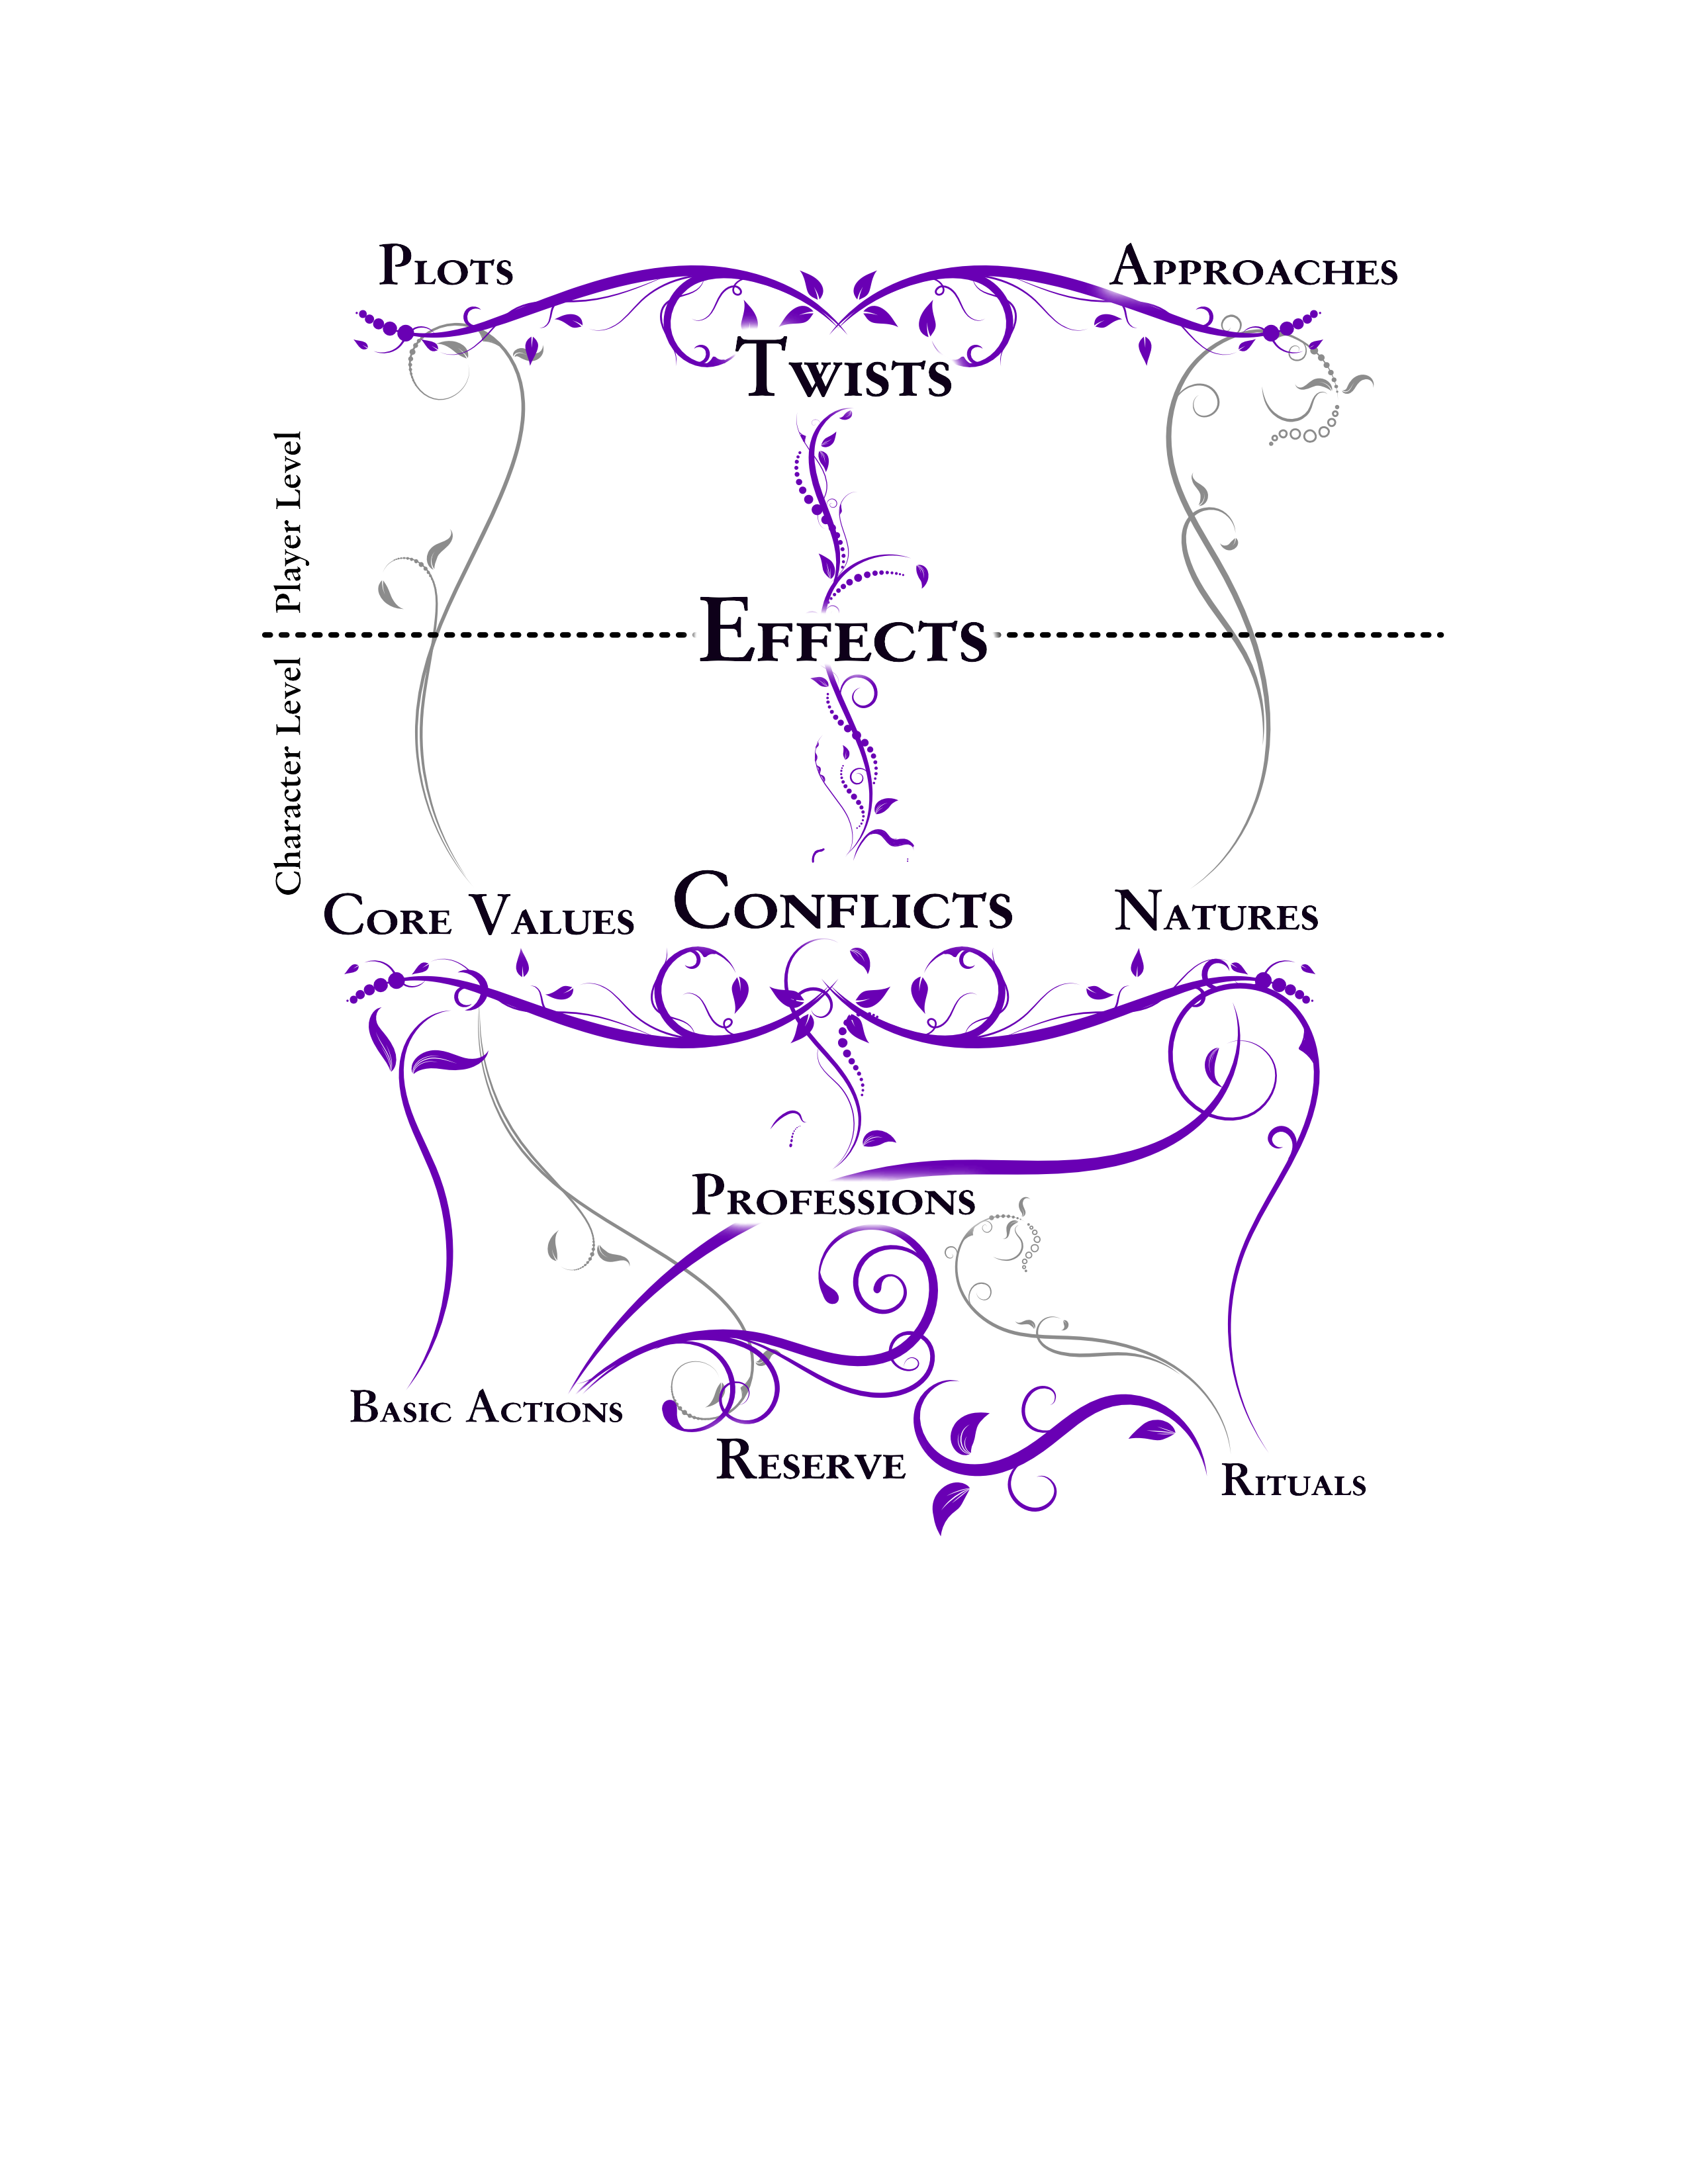 Plots
Approaches
Twists
Player Level
Effects
Character Level
Core Values
Conflicts
Natures
Professions
Basic Actions
Reserve
Rituals